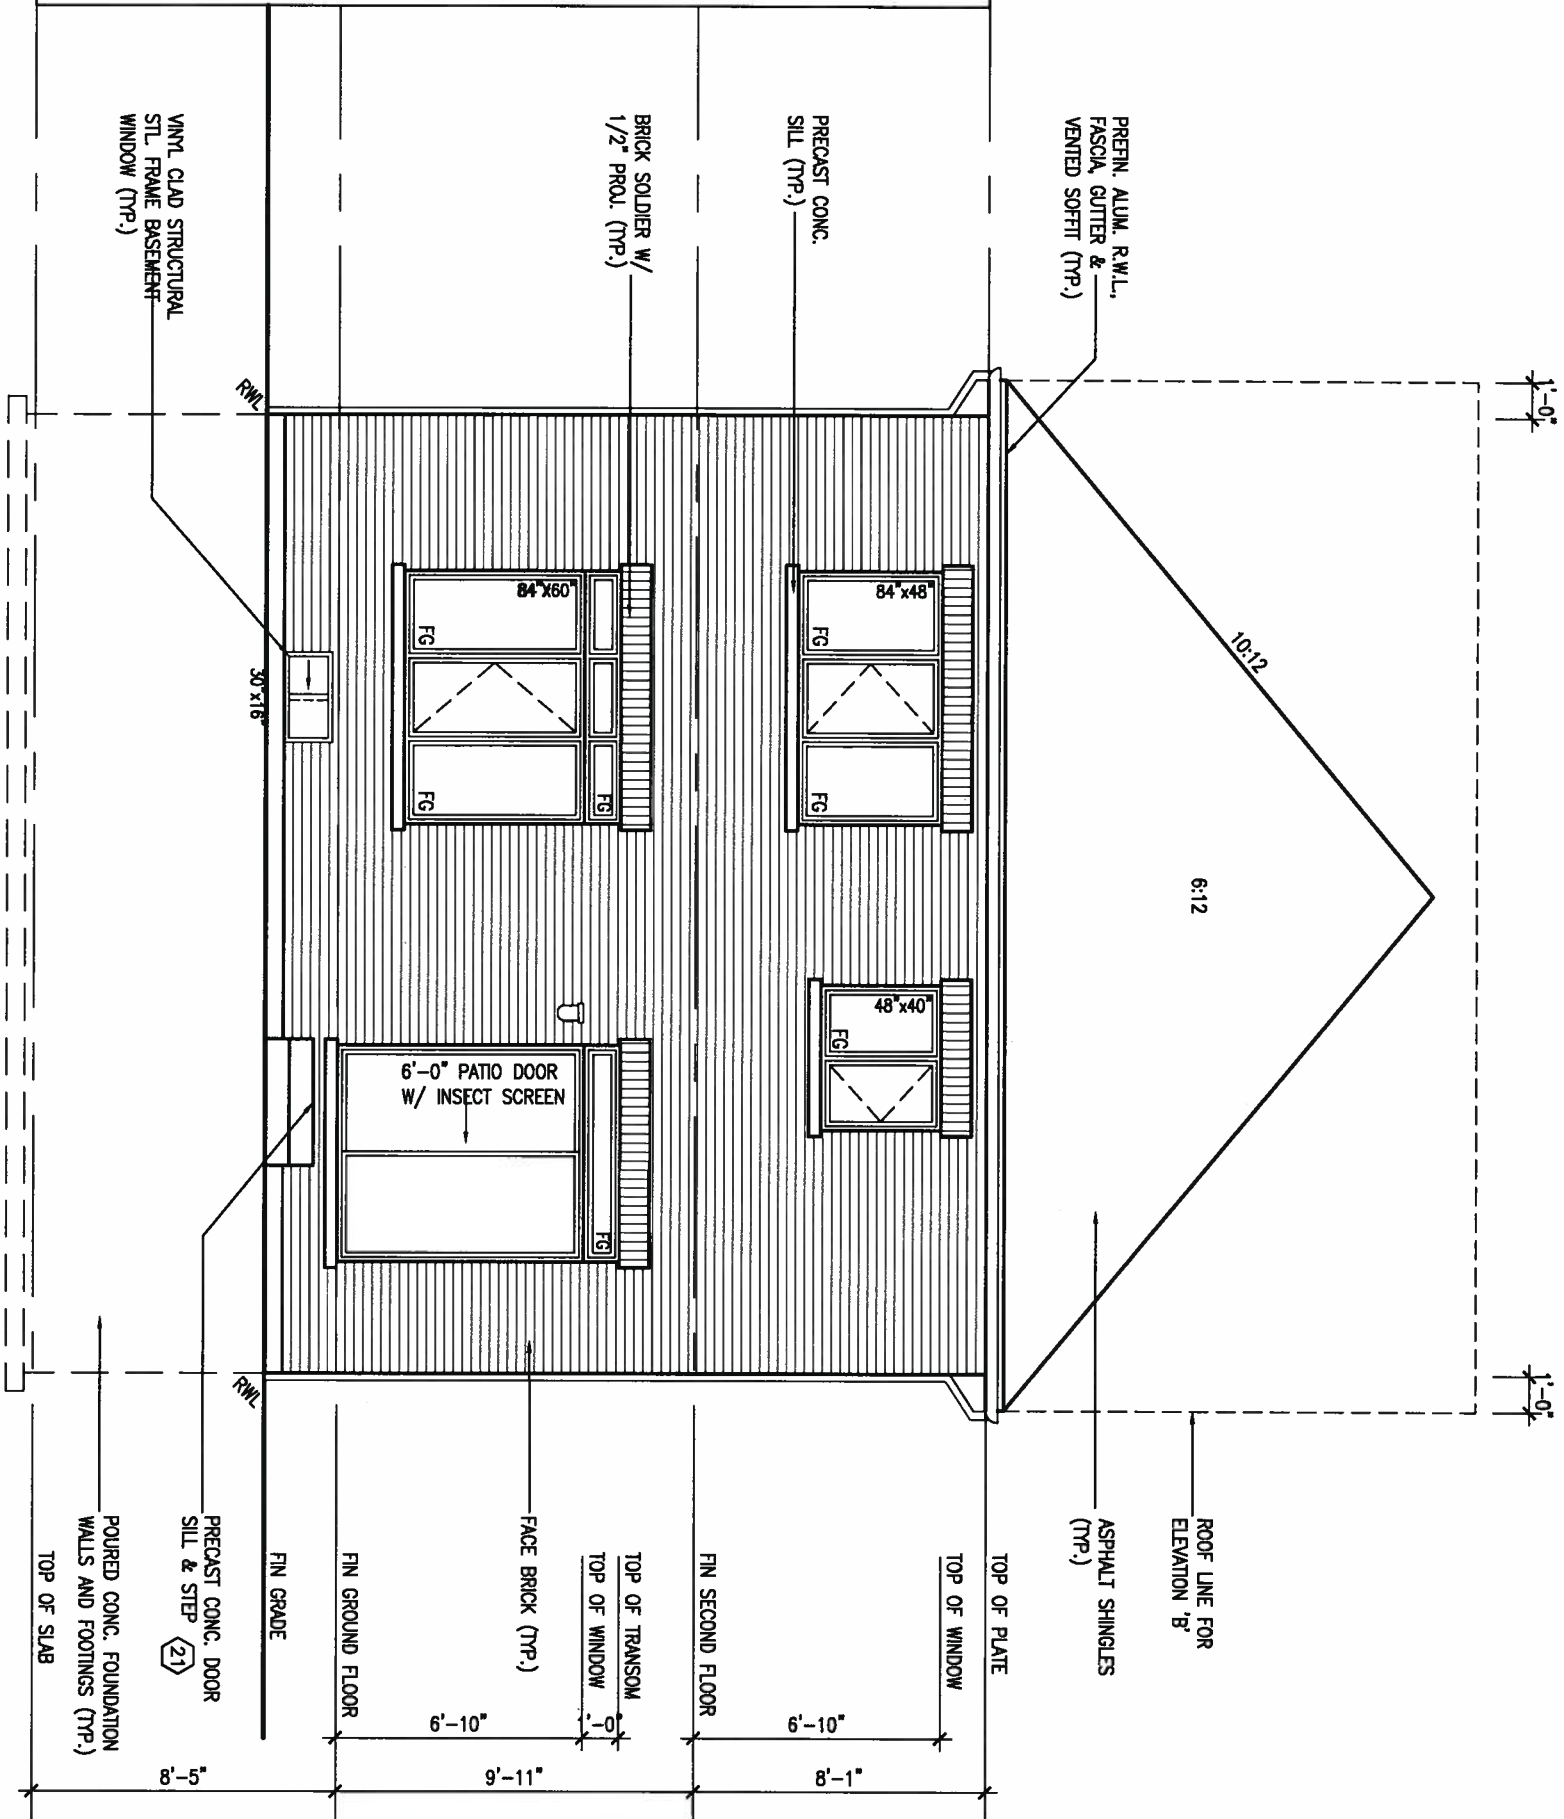 1'-0"
1'-0"
PREFIN. ALUM. R.W.L.,
FASCIA, GUTTER &
VENTED SOFFIT (TYP.)
PRECAST CONC.
SILL (TYP.)
BRICK SOLDIER W/
1/2" PROJ. (TYP.)
VINYL CLAD STRUCTURAL
STL. FRAME BASEMENT
WINDOW (TYP.)
10:12
6:12
84"x48"
FG
FG
48"x40"
FG
84"x60"
FG
FG
FG
6'-0" PATIO DOOR
W/ INSECT SCREEN
FG
30"x16"
RWL
RWL
ROOF LINE FOR
ELEVATION 'B'
ASPHALT SHINGLES
(TYP.)
TOP OF PLATE
TOP OF WINDOW
FIN SECOND FLOOR
TOP OF TRANSOM
TOP OF WINDOW
FACE BRICK (TYP.)
FIN GROUND FLOOR
FIN GRADE
PRECAST CONC. DOOR
SILL & STEP 21
POURED CONC. FOUNDATION
WALLS AND FOOTINGS (TYP.)
TOP OF SLAB
6'-10"
'-0"
6'-10"
8'-1"
9'-11"
8'-5"